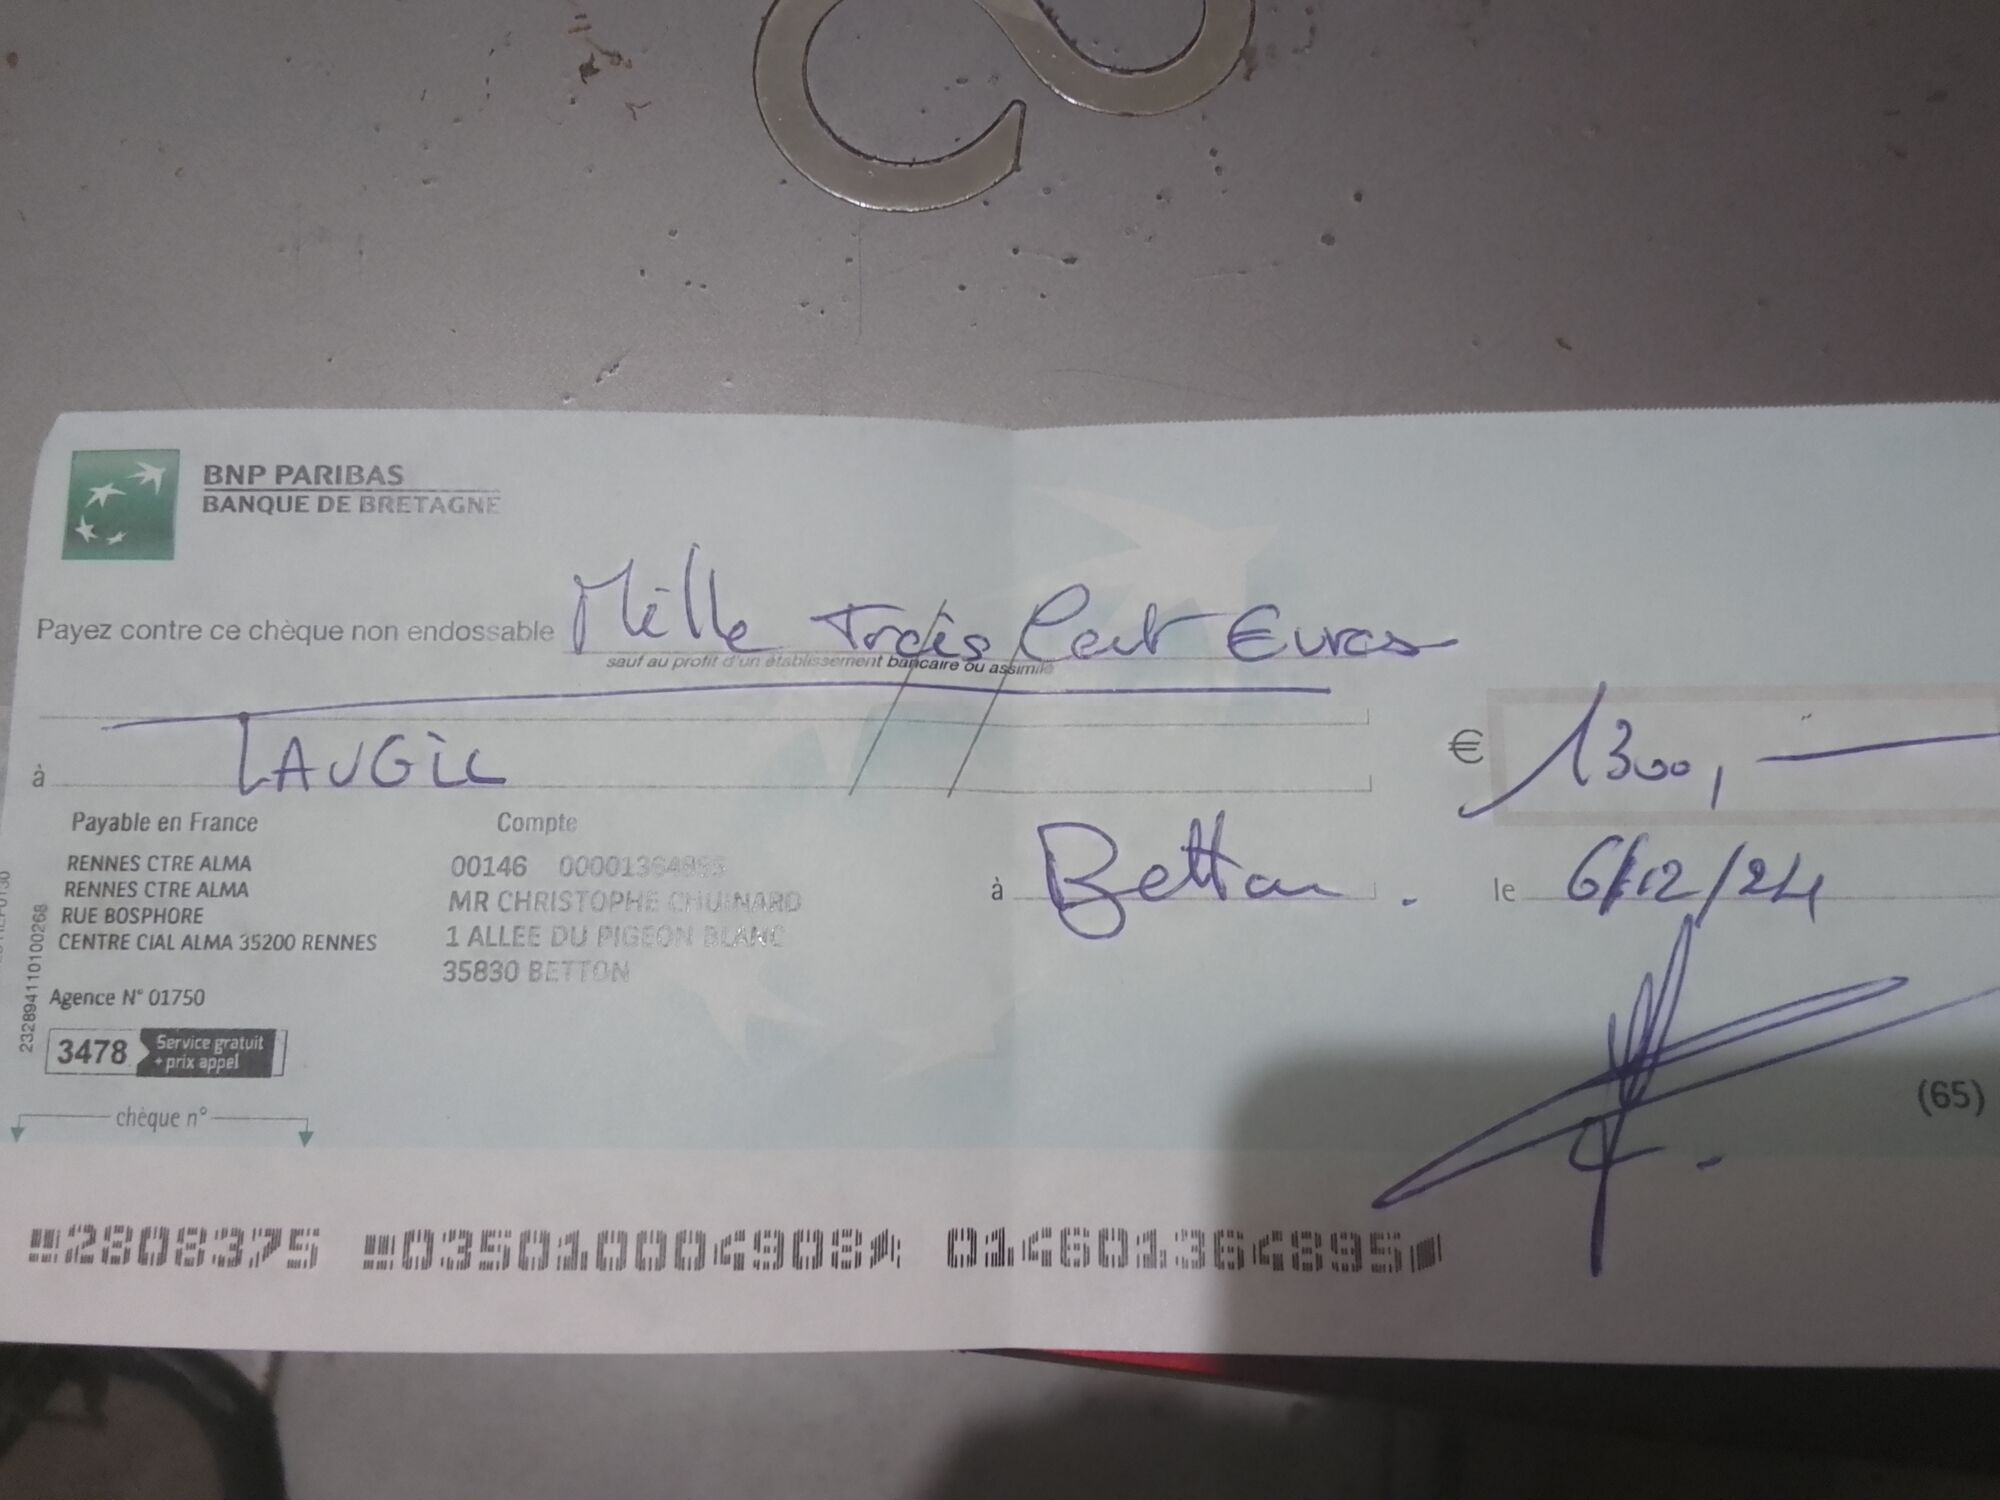 BNP PARIBAS
BANQUE DE BRETAGNE
Payez contre ce chèque non endossable Mille Trois Cent Euros
sauf au profit d'un établissement bancaire ou assimilé
à LAUGIL
€ 1300,
Payable en France
RENNES CTRE ALMA
RENNES CTRE ALMA
RUE BOSPHORE
CENTRE CIAL ALMA 35200 RENNES
Compte
00146 00001364895
MR CHRISTOPHE CHUINARD
1 ALLEE DU PIGEON BLANC
35830 BETTON
à Betton.
le 6/12/24
Agence N° 01750
3478 Service gratuit
+ prix appel
232894110100268
chèque n°
(65)
2808375 035010004908 014601364895